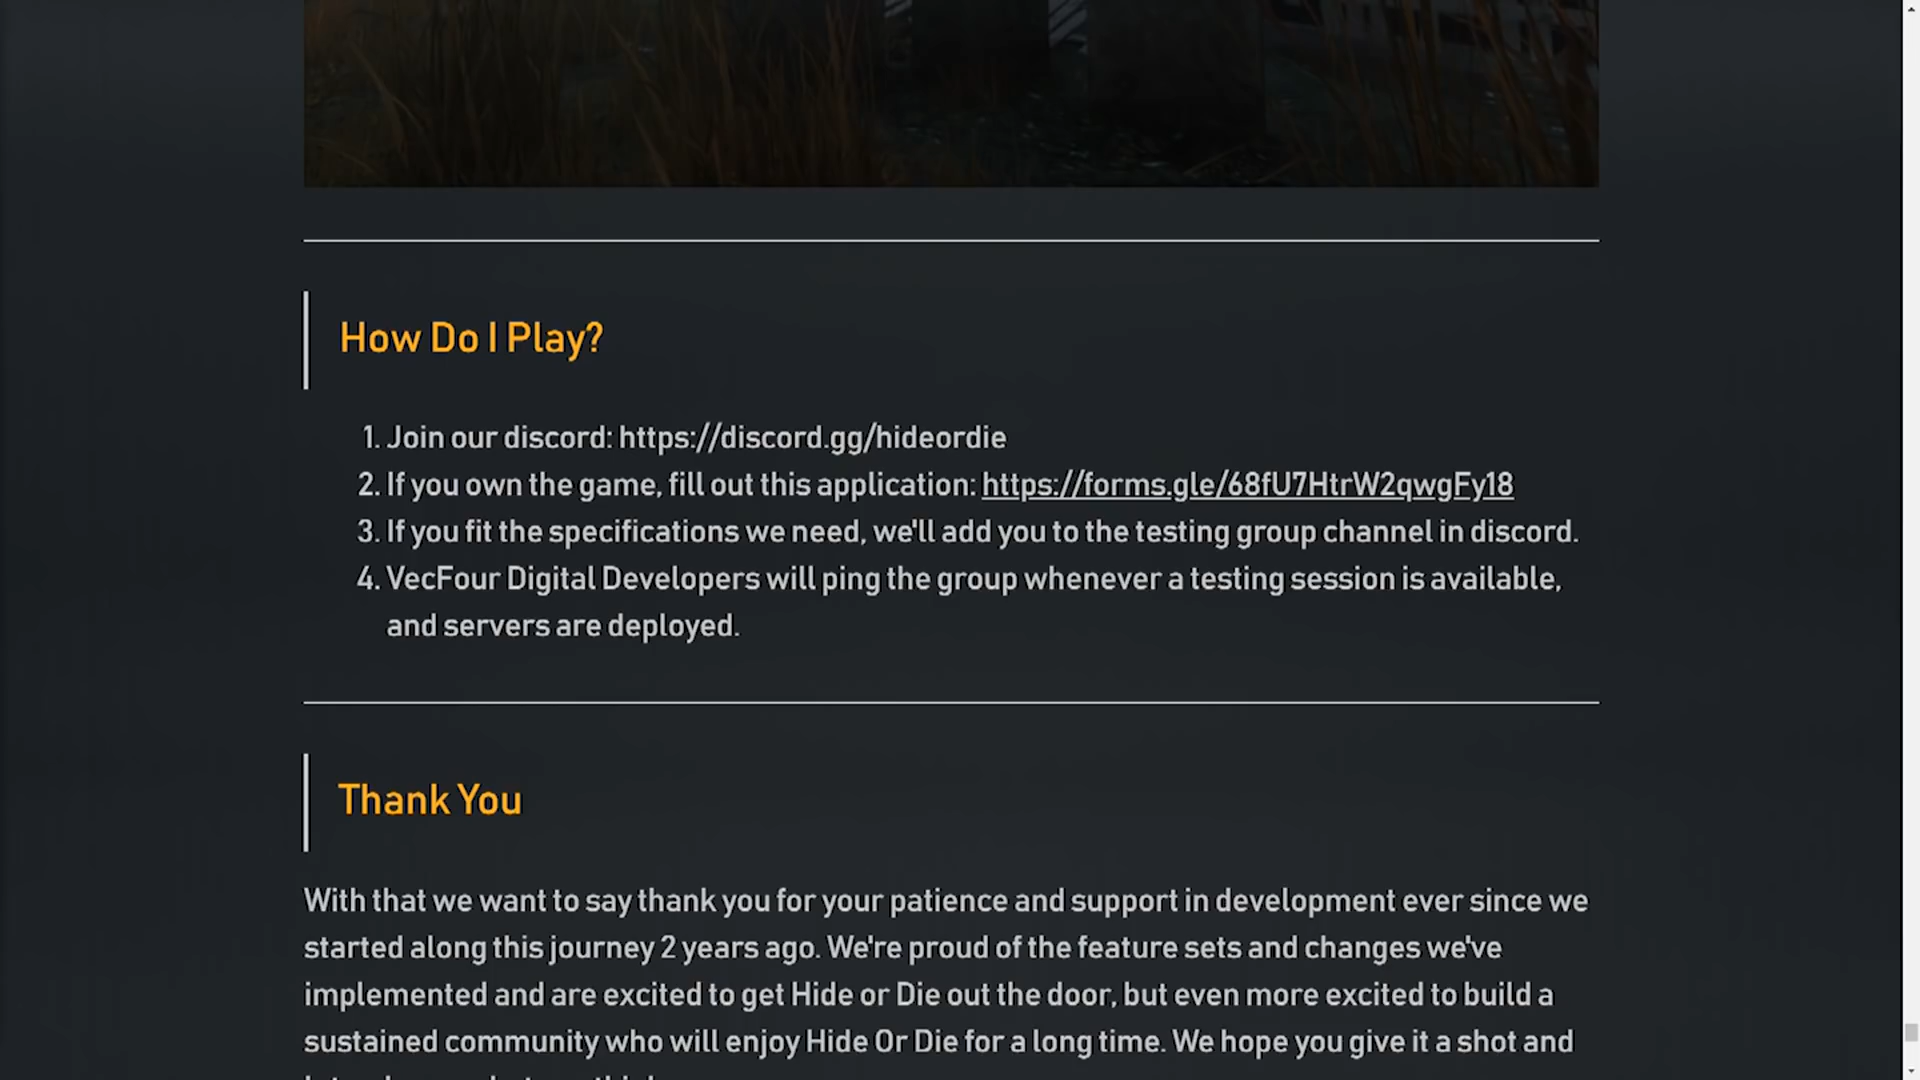 How Do I Play?
1. Join our discord: https://discord.gg/hideordie
2. If you own the game, fill out this application: https://forms.gle/68fU7HtrW2qwgFy18
3. If you fit the specifications we need, we'll add you to the testing group channel in discord.
4. VecFour Digital Developers will ping the group whenever a testing session is available,
and servers are deployed.
Thank You
With that we want to say thank you for your patience and support in development ever since we
started along this journey 2 years ago. We're proud of the feature sets and changes we've
implemented and are excited to get Hide or Die out the door, but even more excited to build a
sustained community who will enjoy Hide Or Die for a long time. We hope you give it a shot and